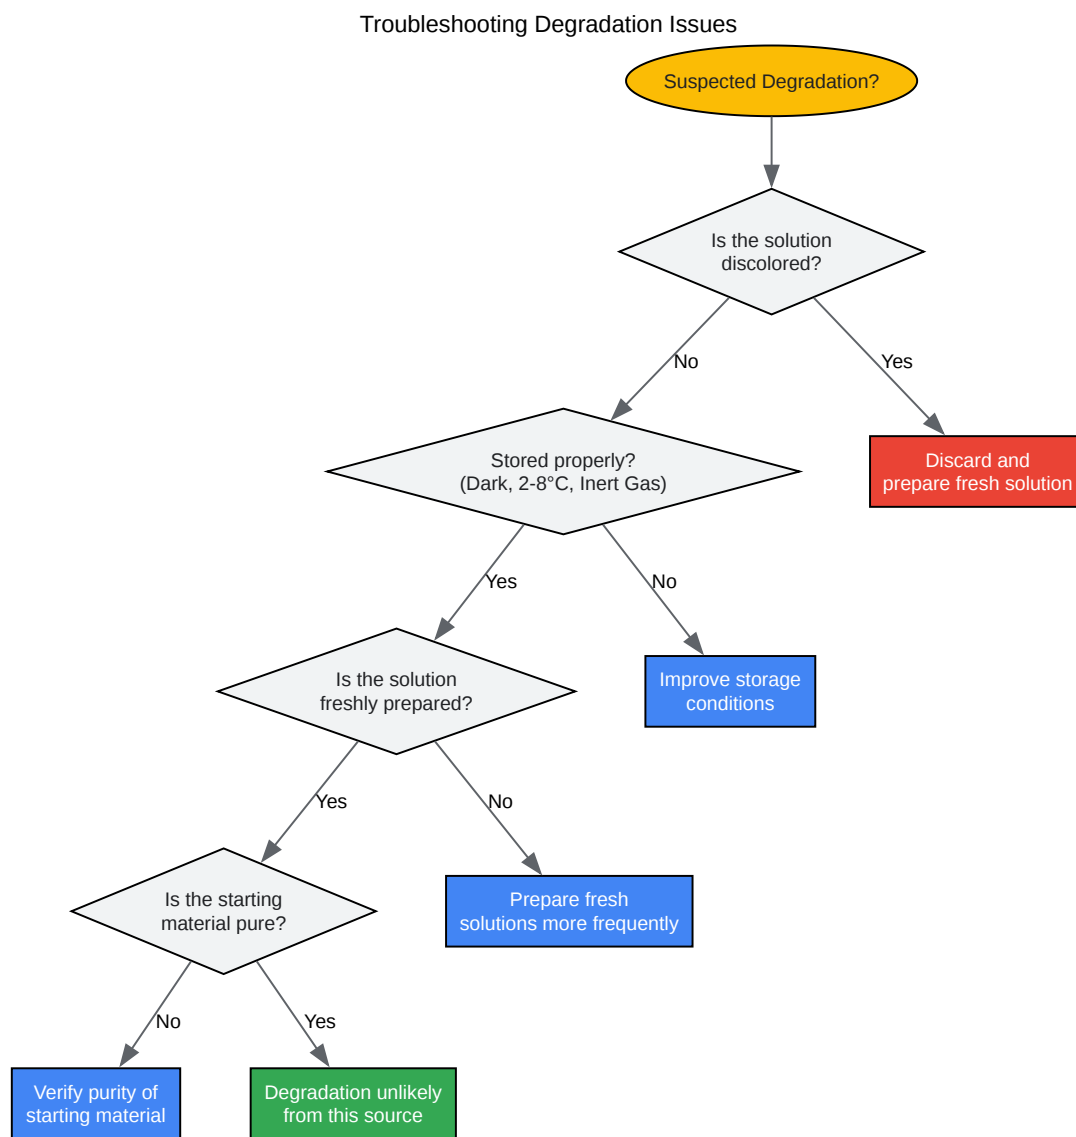 Troubleshooting Degradation Issues
Suspected Degradation?
Is the solution
discolored?
No
Yes
Stored properly?
(Dark, 2-8°C, Inert Gas)
Discard and
prepare fresh solution
Yes
No
Is the solution
freshly prepared?
Improve storage
conditions
Yes
No
Is the starting
material pure?
Prepare fresh
solutions more frequently
No
Yes
Verify purity of
starting material
Degradation unlikely
from this source